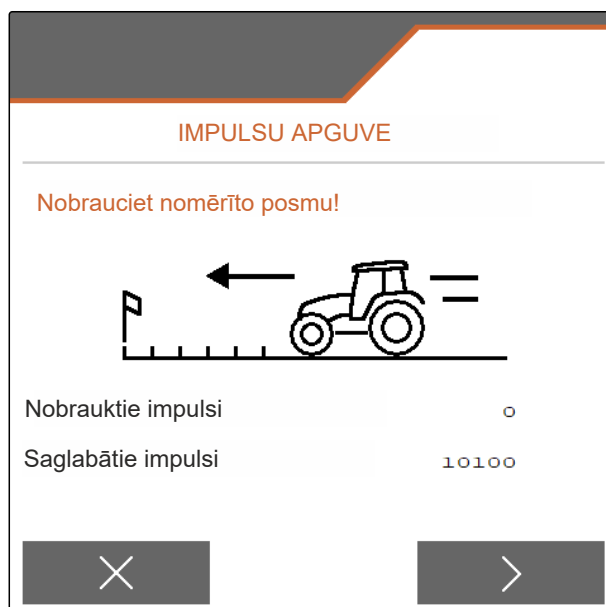 IMPULSU APGUVE
Nobrauciet nomērīto posmu!
Nobrauktie impulsi 0
Saglabātie impulsi 10100